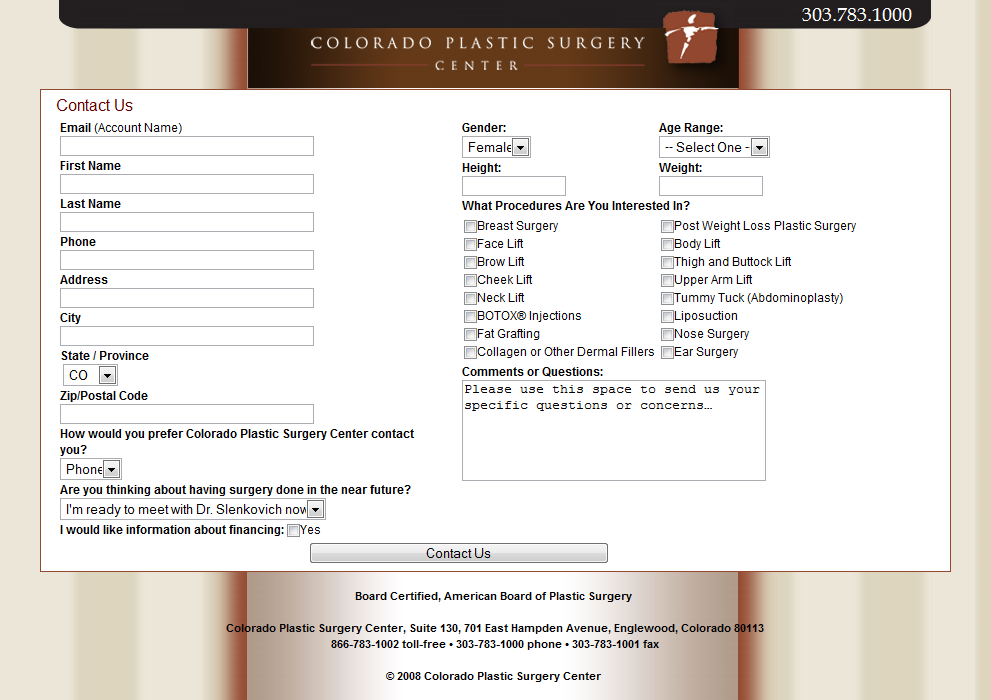 303.783.1000
COLORADO PLASTIC SURGERY
CENTER
Contact Us
Email (Account Name)
First Name
Last Name
Phone
Address
City
State / Province
CO
Zip/Postal Code
How would you prefer Colorado Plastic Surgery Center contact
you?
Phone
Are you thinking about having surgery done in the near future?
I'm ready to meet with Dr. Slenkovich now
I would like information about financing: Yes
Gender: Age Range:
Female -- Select One -
Height: Weight:
What Procedures Are You Interested In?
Breast Surgery Post Weight Loss Plastic Surgery
Face Lift Body Lift
Brow Lift Thigh and Buttock Lift
Cheek Lift Upper Arm Lift
Neck Lift Tummy Tuck (Abdominoplasty)
BOTOX® Injections Liposuction
Fat Grafting Nose Surgery
Collagen or Other Dermal Fillers Ear Surgery
Comments or Questions:
Please use this space to send us your
specific questions or concerns…
Contact Us
Board Certified, American Board of Plastic Surgery
Colorado Plastic Surgery Center, Suite 130, 701 East Hampden Avenue, Englewood, Colorado 80113
866-783-1002 toll-free • 303-783-1000 phone • 303-783-1001 fax
© 2008 Colorado Plastic Surgery Center